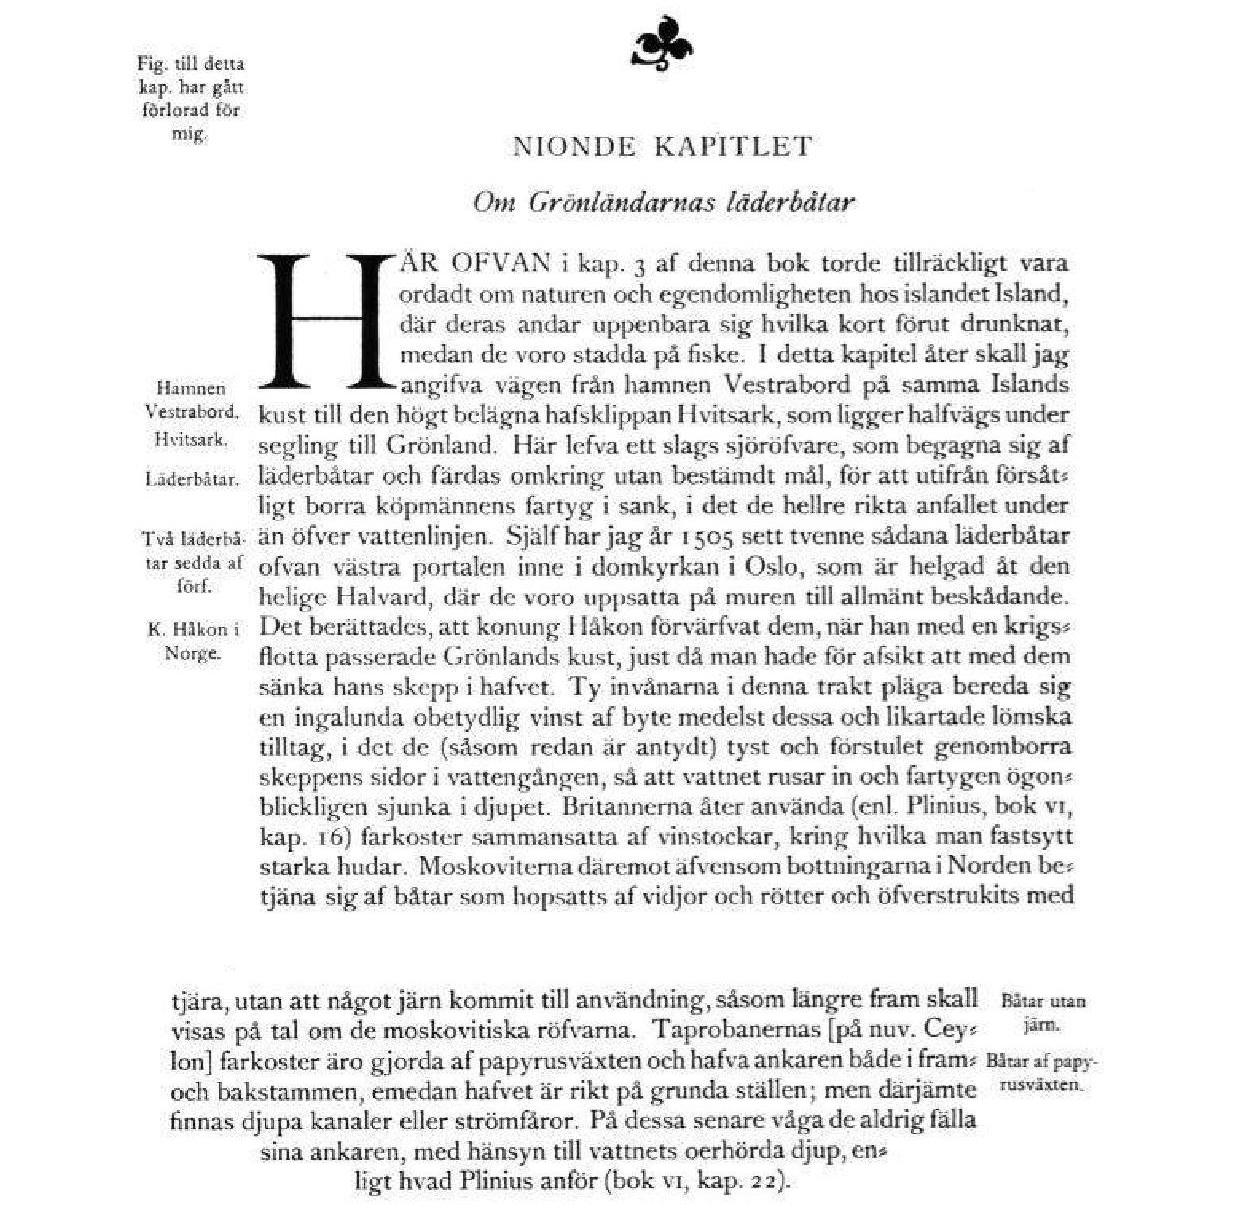 Fig. till detta
kap. har gått
förlorad för
mig.
NIONDE KAPITLET
Om Grönländarnas läderbåtar
HÄR OFVAN i kap. 3 af denna bok torde tillräckligt vara
ordadt om naturen och egendomligheten hos islandet Island,
där deras andar uppenbara sig hvilka kort förut drunknat,
medan de voro stadda på fiske. I detta kapitel åter skall jag
angifva vägen från hamnen Vestrabord på samma Islands
kust till den högt belägna hafsklippan Hvitsark, som ligger halfvägs under
segling till Grönland. Här lefva ett slags sjöröfvare, som begagna sig af
läderbåtar och färdas omkring utan bestämdt mål, för att utifrån försåt-
ligt borra köpmännens fartyg i sank, i det de hellre rikta anfallet under
än öfver vattenlinjen. Själf har jag år 1505 sett tvenne sådana läderbåtar
ofvan västra portalen inne i domkyrkan i Oslo, som är helgad åt den
helige Halvard, där de voro uppsatta på muren till allmänt beskådande.
Det berättades, att konung Håkon förvärfvat dem, när han med en krigs-
flotta passerade Grönlands kust, just då man hade för afsikt att med dem
sänka hans skepp i hafvet. Ty invånarna i denna trakt pläga bereda sig
en ingalunda obetydlig vinst af byte medelst dessa och likartade lömska
tilltag, i det de (såsom redan är antydt) tyst och förstulet genomborra
skeppens sidor i vattengången, så att vattnet rusar in och fartygen ögon-
blickligen sjunka i djupet. Britannerna åter använda (enl. Plinius, bok VI,
kap. 16) farkoster sammansatta af vinstockar, kring hvilka man fastsytt
starka hudar. Moskoviterna däremot äfvensom bottningarna i Norden be-
tjäna sig af båtar som hopsatts af vidjor och rötter och öfverstrukits med
Hamnen
Vestrabord.
Hvitsark.
Läderbåtar.
Två läderbå-
tar sedda af
förf.
K. Håkon i
Norge.
tjära, utan att något järn kommit till användning, såsom längre fram skall
visas på tal om de moskovitiska röfvarna. Taprobanernas [på nuv. Cey-
lon] farkoster äro gjorda af papyrusväxten och hafva ankaren både i fram-
och bakstammen, emedan hafvet är rikt på grunda ställen; men därjämte
finnas djupa kanaler eller strömfåror. På dessa senare våga de aldrig fälla
sina ankaren, med hänsyn till vattnets oerhörda djup, en-
ligt hvad Plinius anför (bok VI, kap. 22).
Båtar utan
järn.
Båtar af papy-
rusväxten.